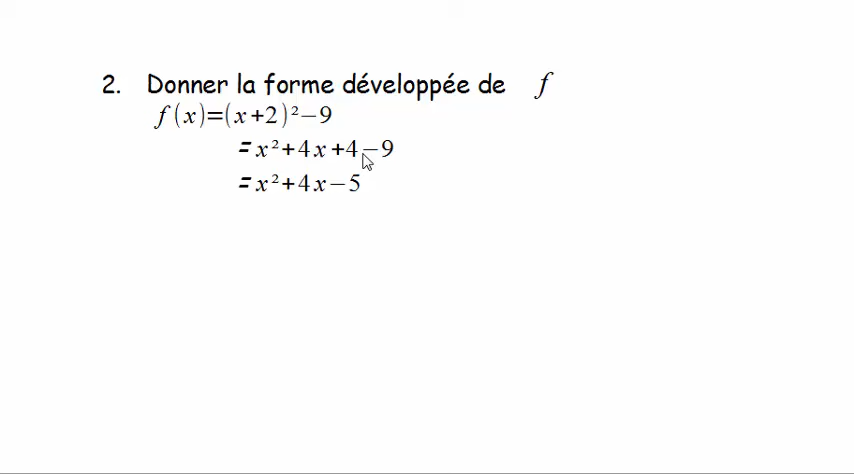 2. Donner la forme développée de f
f(x)=(x+2)²−9
=x²+4x+4−9
=x²+4x−5